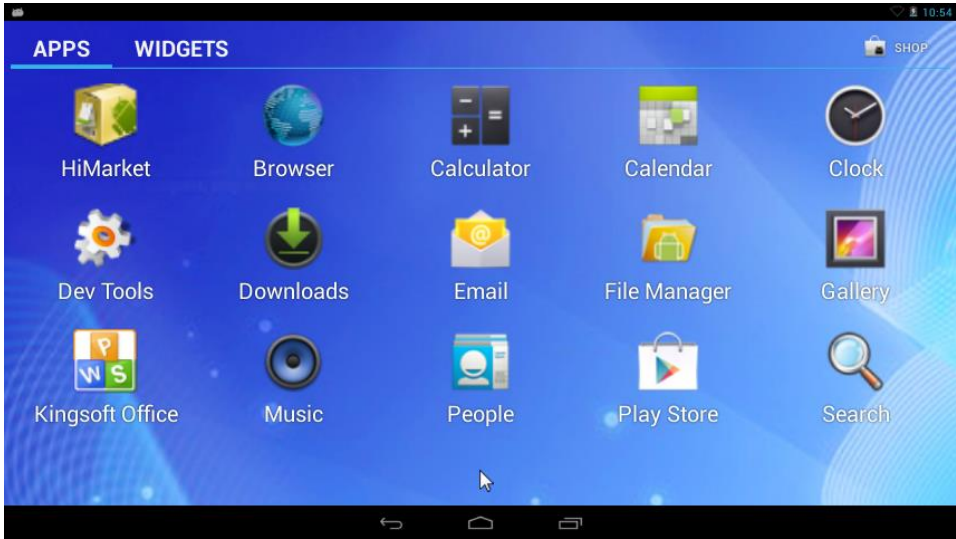 10:54
APPS WIDGETS SHOP
HiMarket Browser Calculator Calendar Clock
Dev Tools Downloads Email File Manager Gallery
P
W S
Kingsoft Office Music People Play Store Search